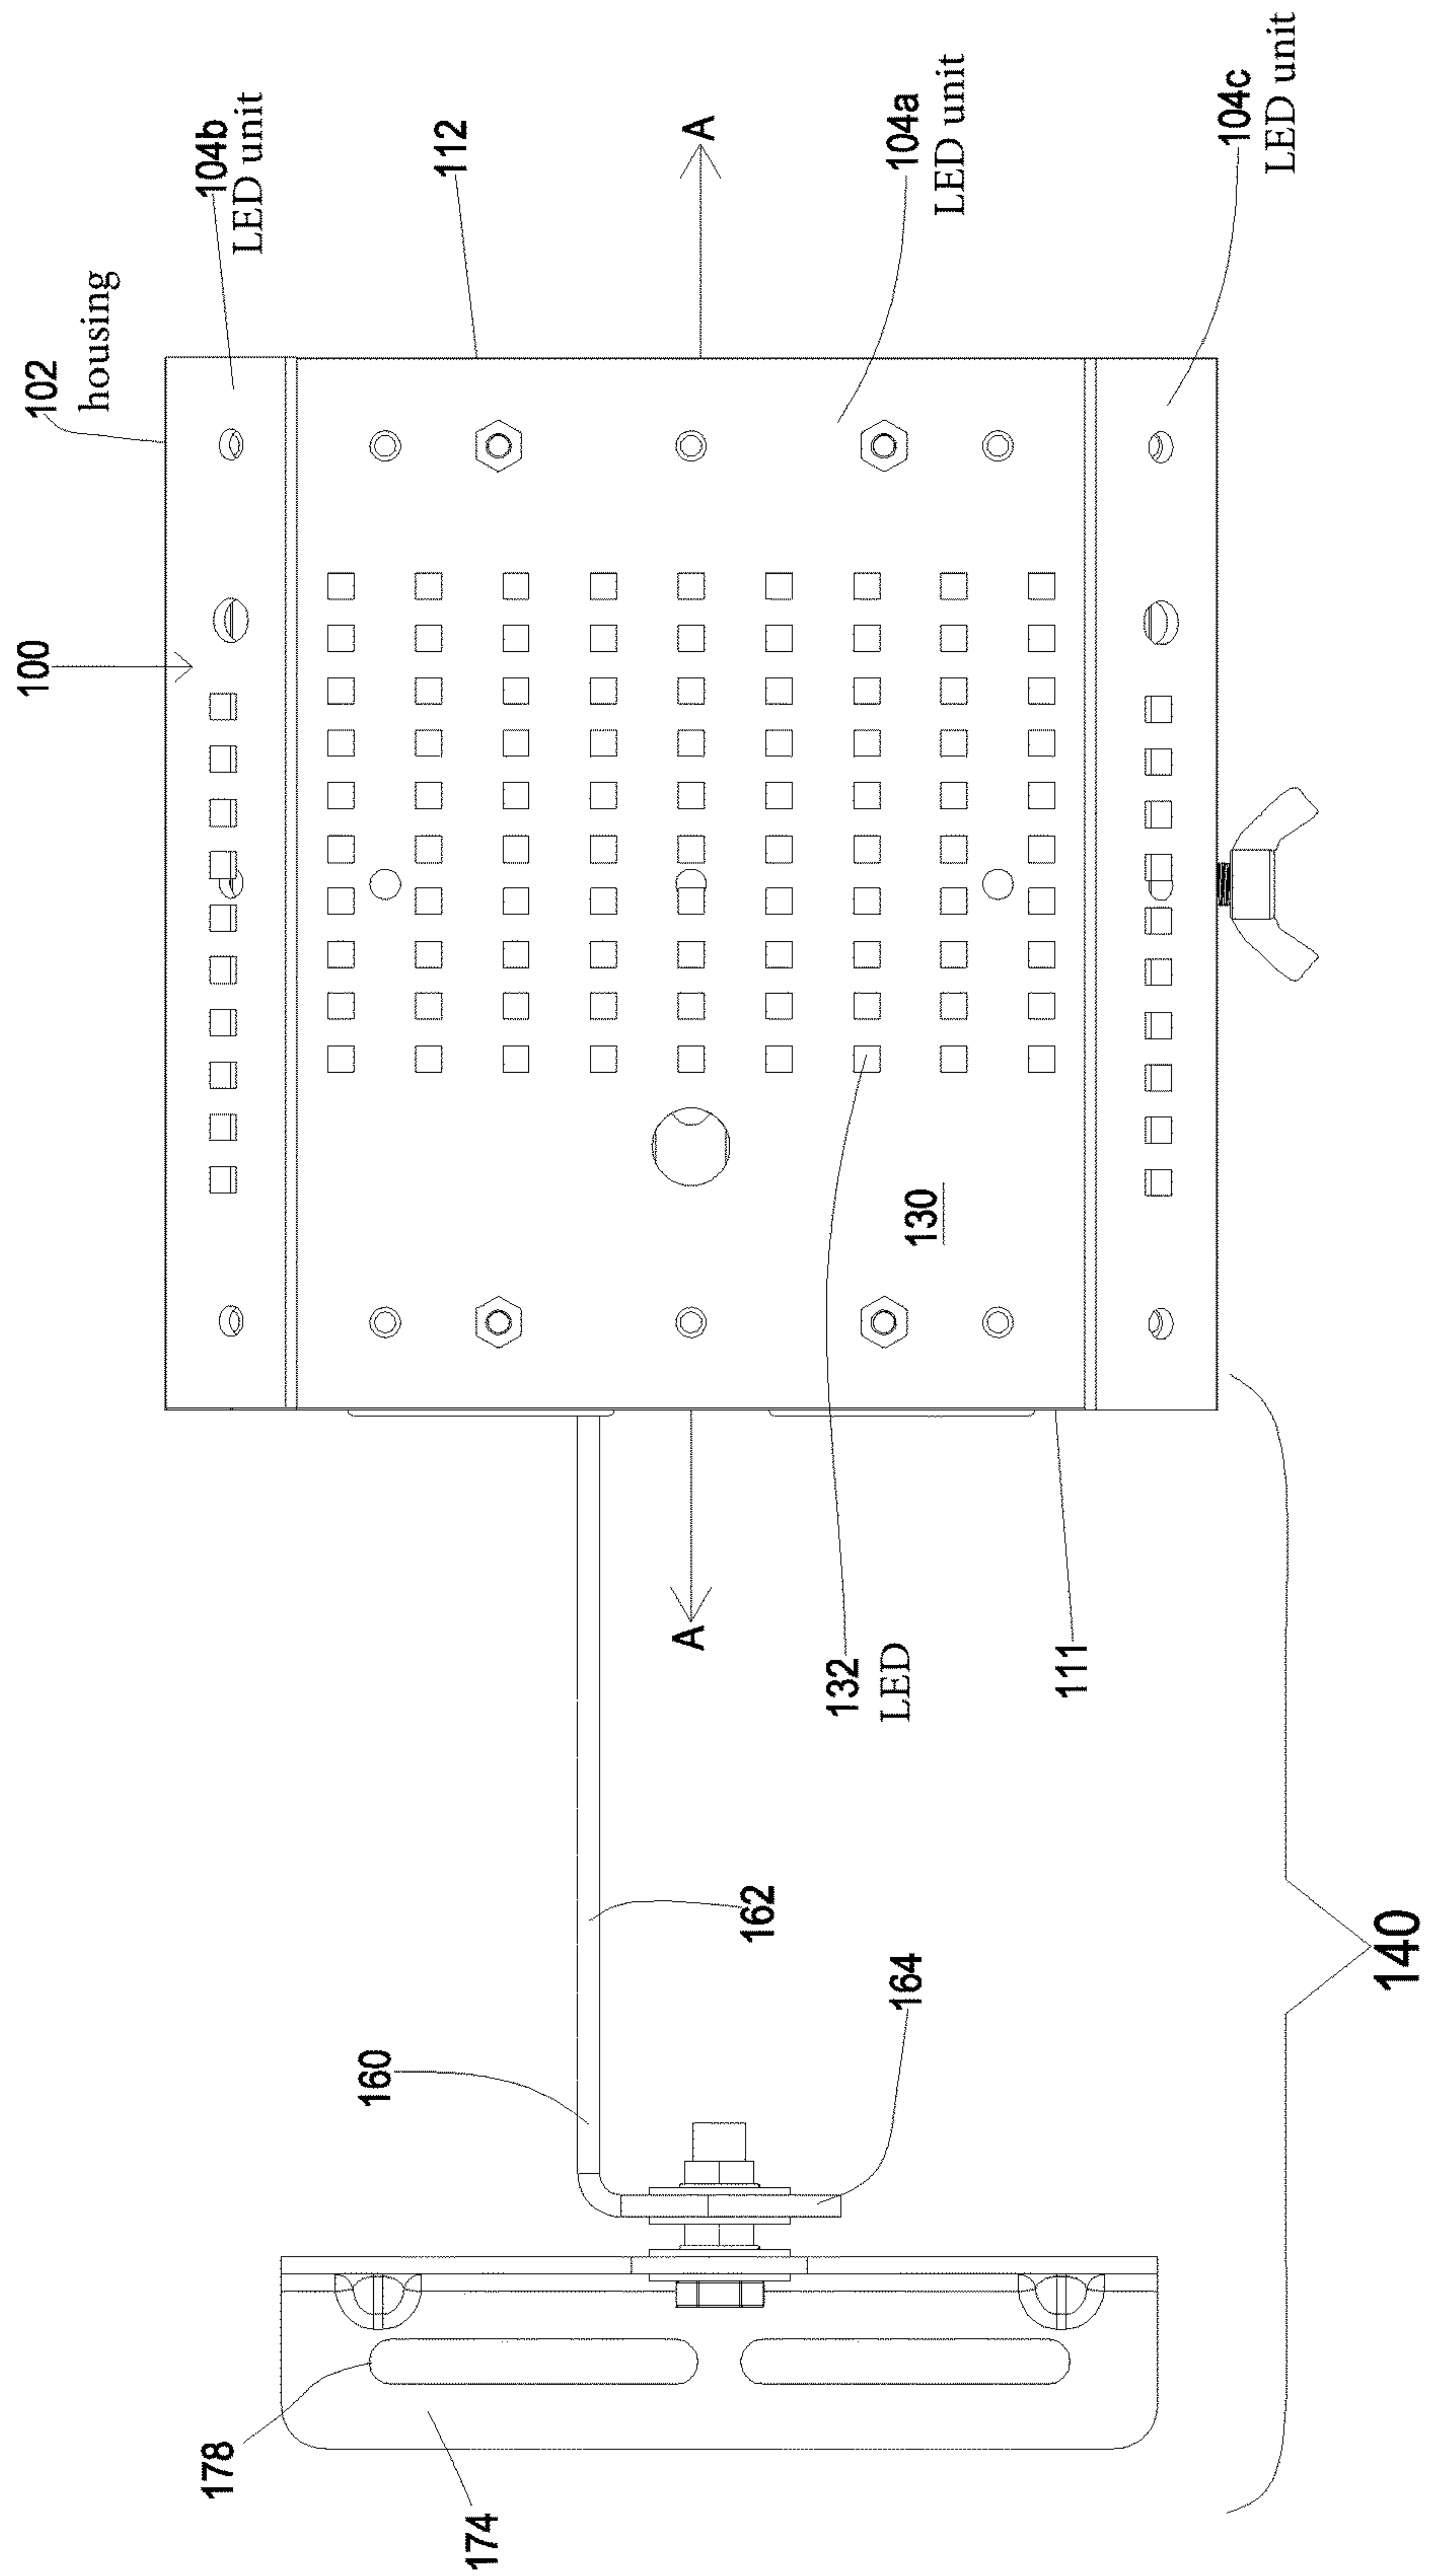 100
102
housing
104b
LED unit
112
A
104a
LED unit
104c
LED unit
130
A
132
LED
111
162
160
164
140
178
174